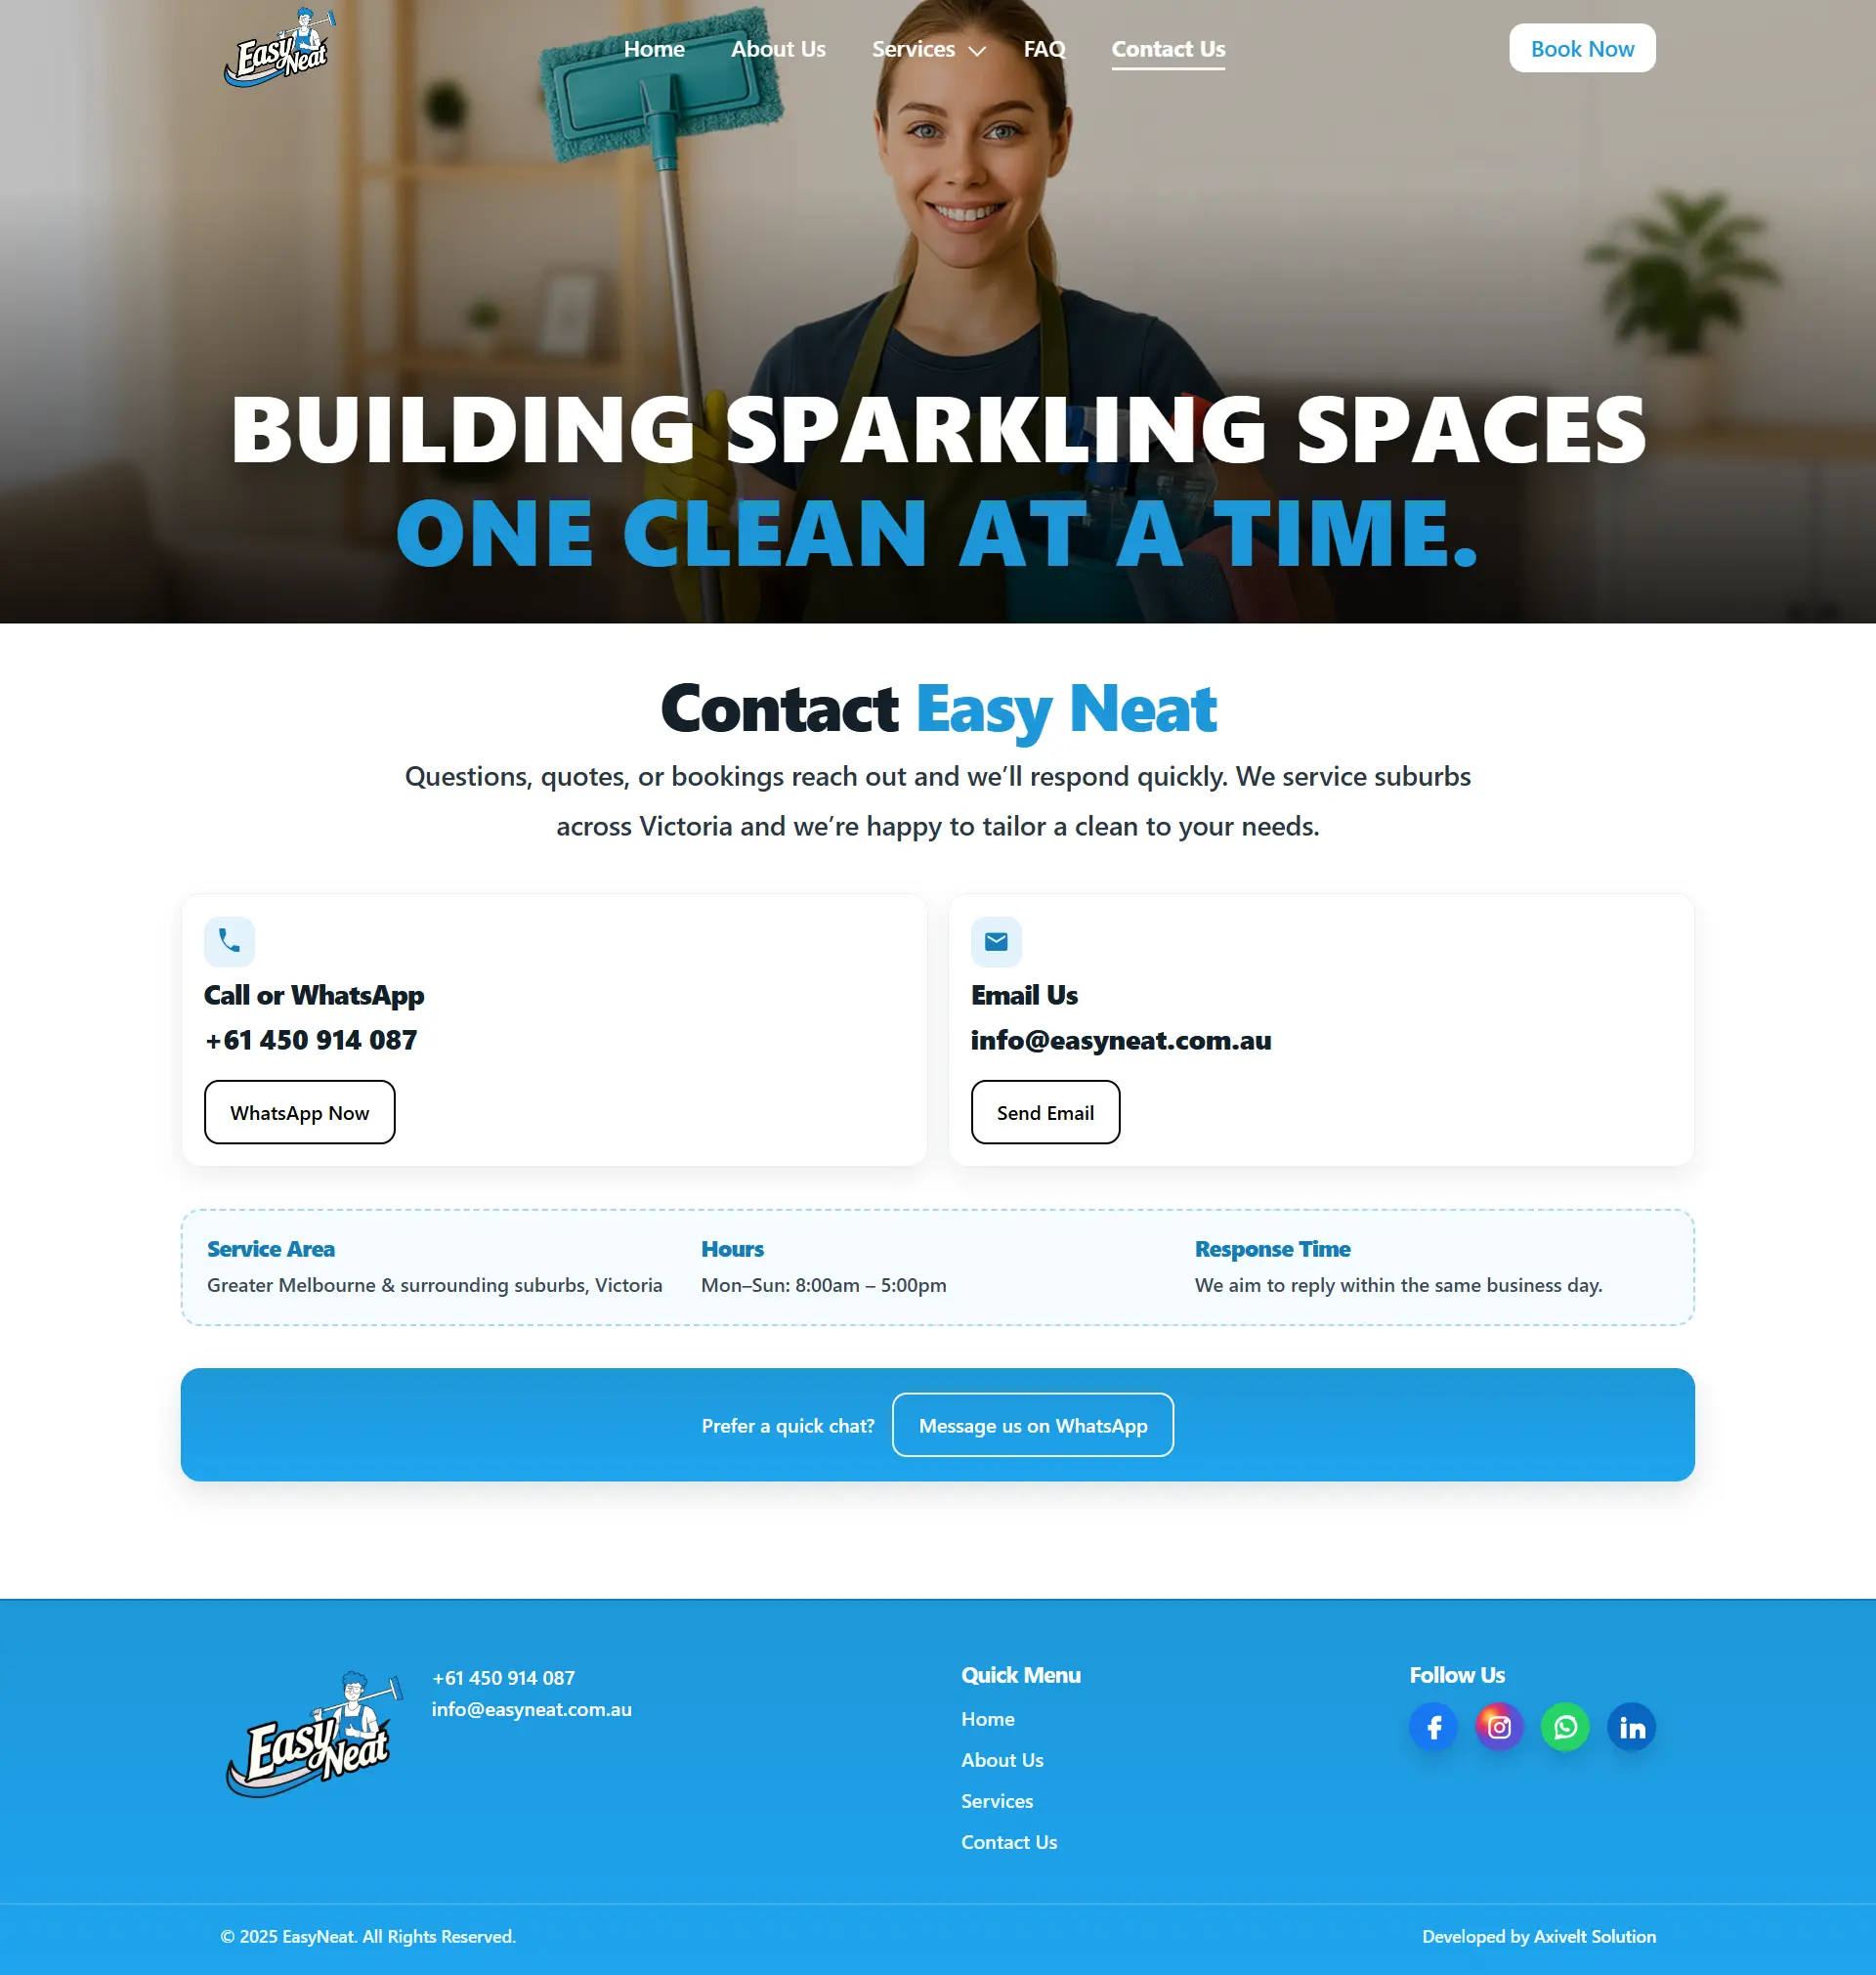 Easy Neat
Home About Us Services FAQ Contact Us
Book Now
BUILDING SPARKLING SPACES
ONE CLEAN AT A TIME.
Contact Easy Neat
Questions, quotes, or bookings reach out and we’ll respond quickly. We service suburbs
across Victoria and we’re happy to tailor a clean to your needs.
Call or WhatsApp
+61 450 914 087
WhatsApp Now
Email Us
info@easyneat.com.au
Send Email
Service Area
Greater Melbourne & surrounding suburbs, Victoria
Hours
Mon–Sun: 8:00am – 5:00pm
Response Time
We aim to reply within the same business day.
Prefer a quick chat? Message us on WhatsApp
Easy Neat
+61 450 914 087
info@easyneat.com.au
Quick Menu
Home
About Us
Services
Contact Us
Follow Us
© 2025 EasyNeat. All Rights Reserved.
Developed by Axivelt Solution